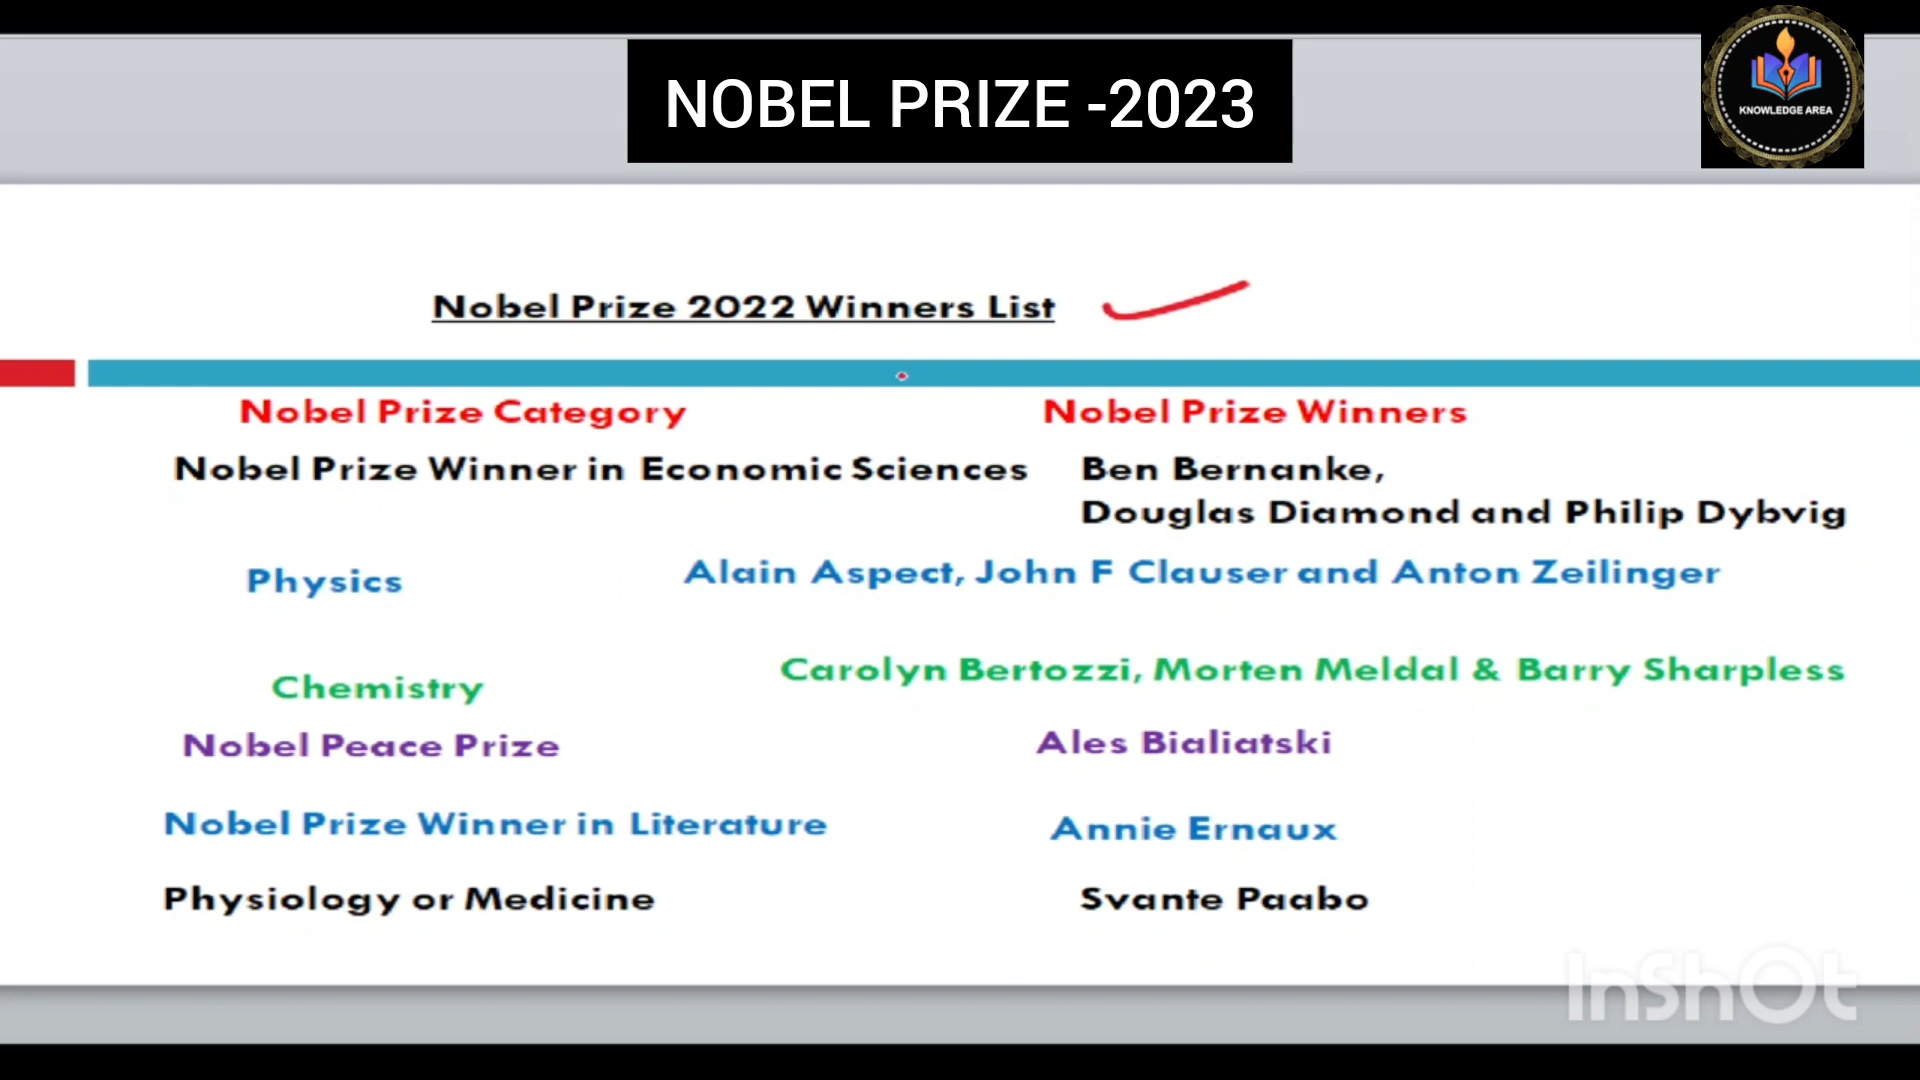 NOBEL PRIZE -2023
KNOWLEDGE AREA
Nobel Prize 2022 Winners List
Nobel Prize Category
Nobel Prize Winners
Nobel Prize Winner in Economic Sciences
Ben Bernanke,
Douglas Diamond and Philip Dybvig
Physics
Alain Aspect, John F Clauser and Anton Zeilinger
Chemistry
Carolyn Bertozzi, Morten Meldal & Barry Sharpless
Nobel Peace Prize
Ales Bialiatski
Nobel Prize Winner in Literature
Annie Ernaux
Physiology or Medicine
Svante Paabo
InShOt